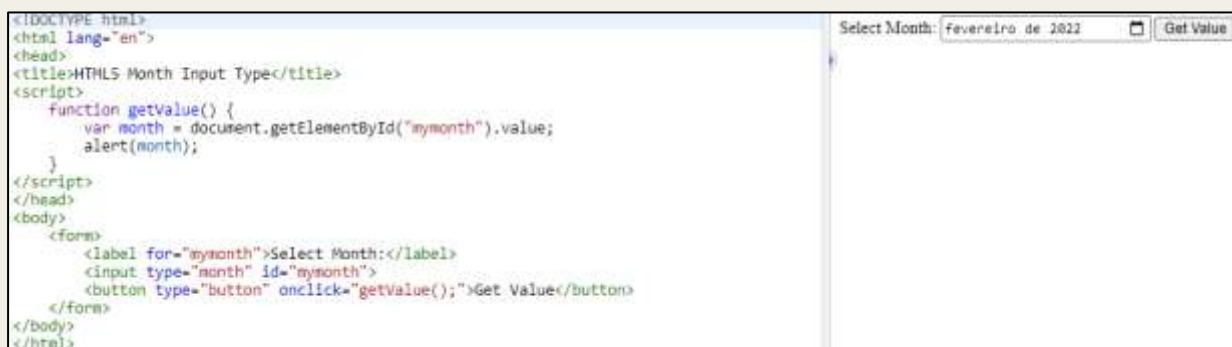 <!DOCTYPE html>
<html lang="en">
<head>
<title>HTML5 Month Input Type</title>
<script>
function getValue() {
var month = document.getElementById("mymonth").value;
alert(month);
}
</script>
</head>
<body>
<form>
<label for="mymonth">Select Month:</label>
<input type="month" id="mymonth">
<button type="button" onclick="getValue();">Get Value</button>
</form>
</body>
</html>
Select Month: fevereiro de 2022 Get Value